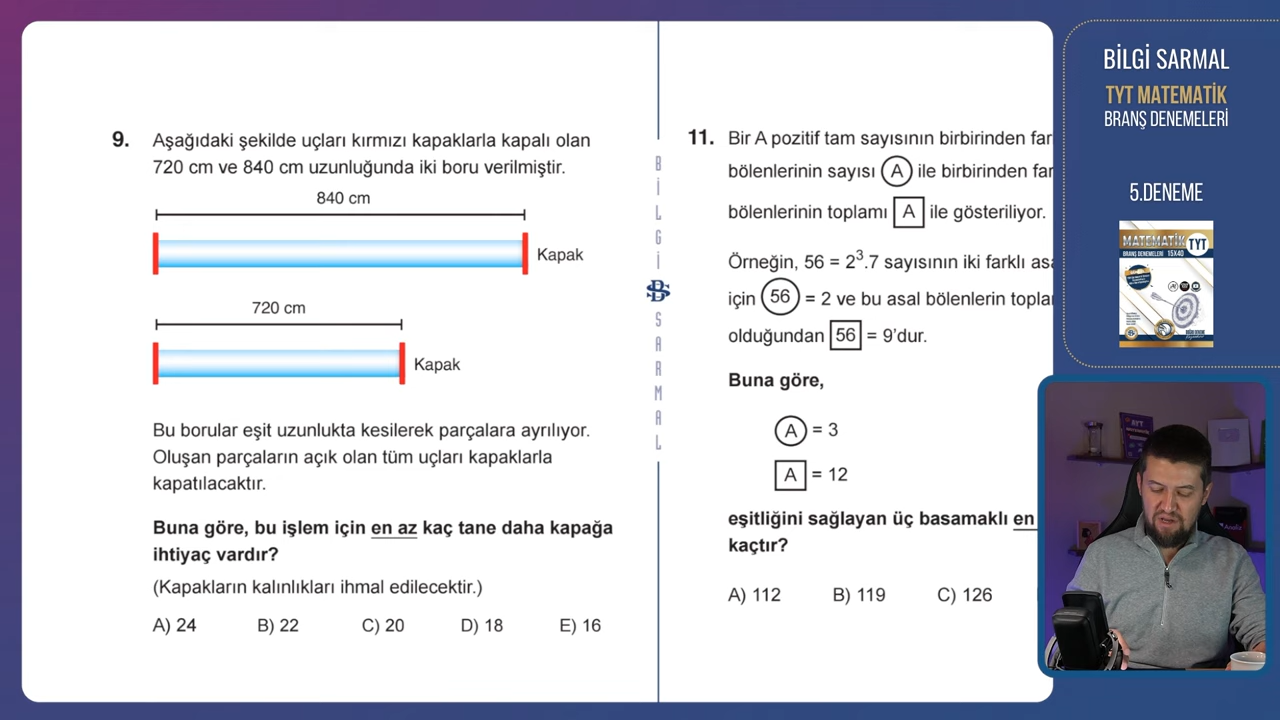 9. Aşağıdaki şekilde uçları kırmızı kapaklarla kapalı olan
720 cm ve 840 cm uzunluğunda iki boru verilmiştir.
840 cm
Kapak
720 cm
Kapak
Bu borular eşit uzunlukta kesilerek parçalara ayrılıyor.
Oluşan parçaların açık olan tüm uçları kapaklarla
kapatılacaktır.
Buna göre, bu işlem için en az kaç tane daha kapağa
ihtiyaç vardır?
(Kapakların kalınlıkları ihmal edilecektir.)
A) 24 B) 22 C) 20 D) 18 E) 16
BİLGİ SARMAL
11. Bir A pozitif tam sayısının birbirinden far
bölenlerinin sayısı A ile birbirinden far
bölenlerinin toplamı A ile gösteriliyor.
Örneğin, 56 = 2³.7 sayısının iki farklı asa
için 56 = 2 ve bu asal bölenlerin topla
olduğundan 56 = 9'dur.
Buna göre,
A = 3
A = 12
eşitliğini sağlayan üç basamaklı en
kaçtır?
A) 112 B) 119 C) 126
BİLGİ SARMAL
TYT MATEMATİK
BRANŞ DENEMELERİ
5.DENEME
MATEMATİK TYT
BRANŞ DENEMELERİ 15X40